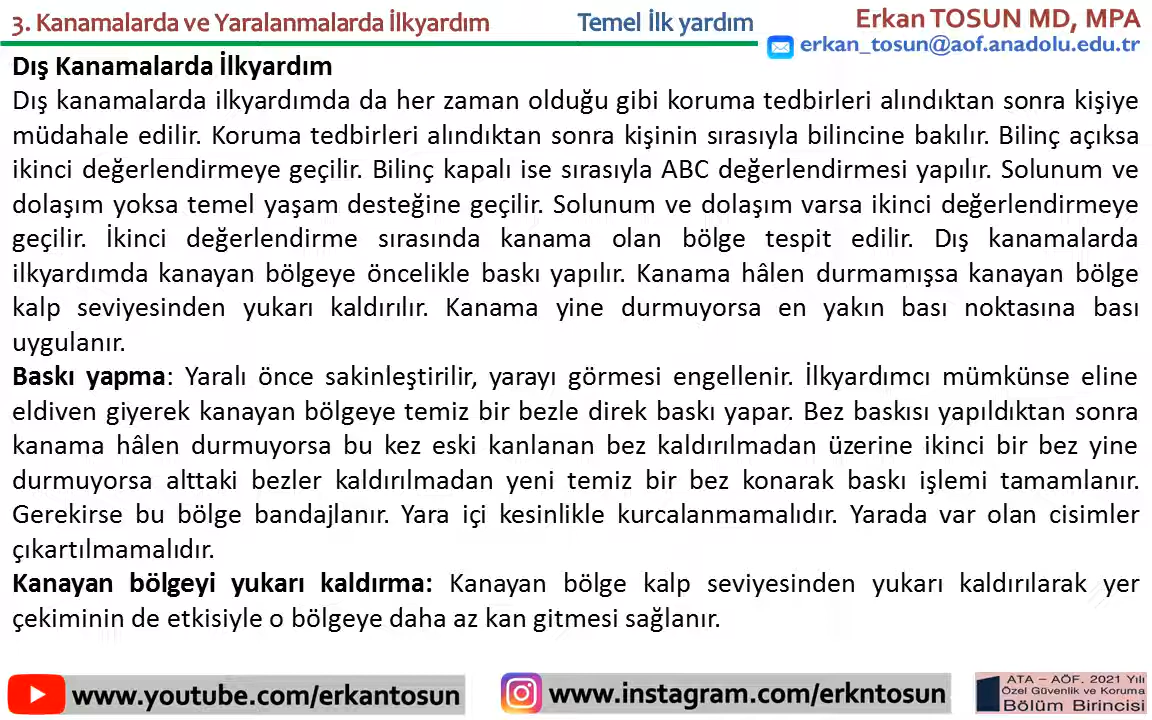 3. Kanamalarda ve Yaralanmalarda İlkyardım Temel İlk yardım Erkan TOSUN MD, MPA
erkan_tosun@aof.anadolu.edu.tr
Dış Kanamalarda İlkyardım
Dış kanamalarda ilkyardımda da her zaman olduğu gibi koruma tedbirleri alındıktan sonra kişiye
müdahale edilir. Koruma tedbirleri alındıktan sonra kişinin sırasıyla bilincine bakılır. Bilinç açıksa
ikinci değerlendirmeye geçilir. Bilinç kapalı ise sırasıyla ABC değerlendirmesi yapılır. Solunum ve
dolaşım yoksa temel yaşam desteğine geçilir. Solunum ve dolaşım varsa ikinci değerlendirmeye
geçilir. İkinci değerlendirme sırasında kanama olan bölge tespit edilir. Dış kanamalarda
ilkyardımda kanayan bölgeye öncelikle baskı yapılır. Kanama hâlen durmamışsa kanayan bölge
kalp seviyesinden yukarı kaldırılır. Kanama yine durmuyorsa en yakın bası noktasına bası
uygulanır.
Baskı yapma: Yaralı önce sakinleştirilir, yarayı görmesi engellenir. İlkyardımcı mümkünse eline
eldiven giyerek kanayan bölgeye temiz bir bezle direk baskı yapar. Bez baskısı yapıldıktan sonra
kanama hâlen durmuyorsa bu kez eski kanlanan bez kaldırılmadan üzerine ikinci bir bez yine
durmuyorsa alttaki bezler kaldırılmadan yeni temiz bir bez konarak baskı işlemi tamamlanır.
Gerekirse bu bölge bandajlanır. Yara içi kesinlikle kurcalanmamalıdır. Yarada var olan cisimler
çıkartılmamalıdır.
Kanayan bölgeyi yukarı kaldırma: Kanayan bölge kalp seviyesinden yukarı kaldırılarak yer
çekiminin de etkisiyle o bölgeye daha az kan gitmesi sağlanır.
www.youtube.com/erkantosun www.instagram.com/erkntosun
ATA – AÖF. 2021 Yılı
Özel Güvenlik ve Koruma
Bölüm Birincisi